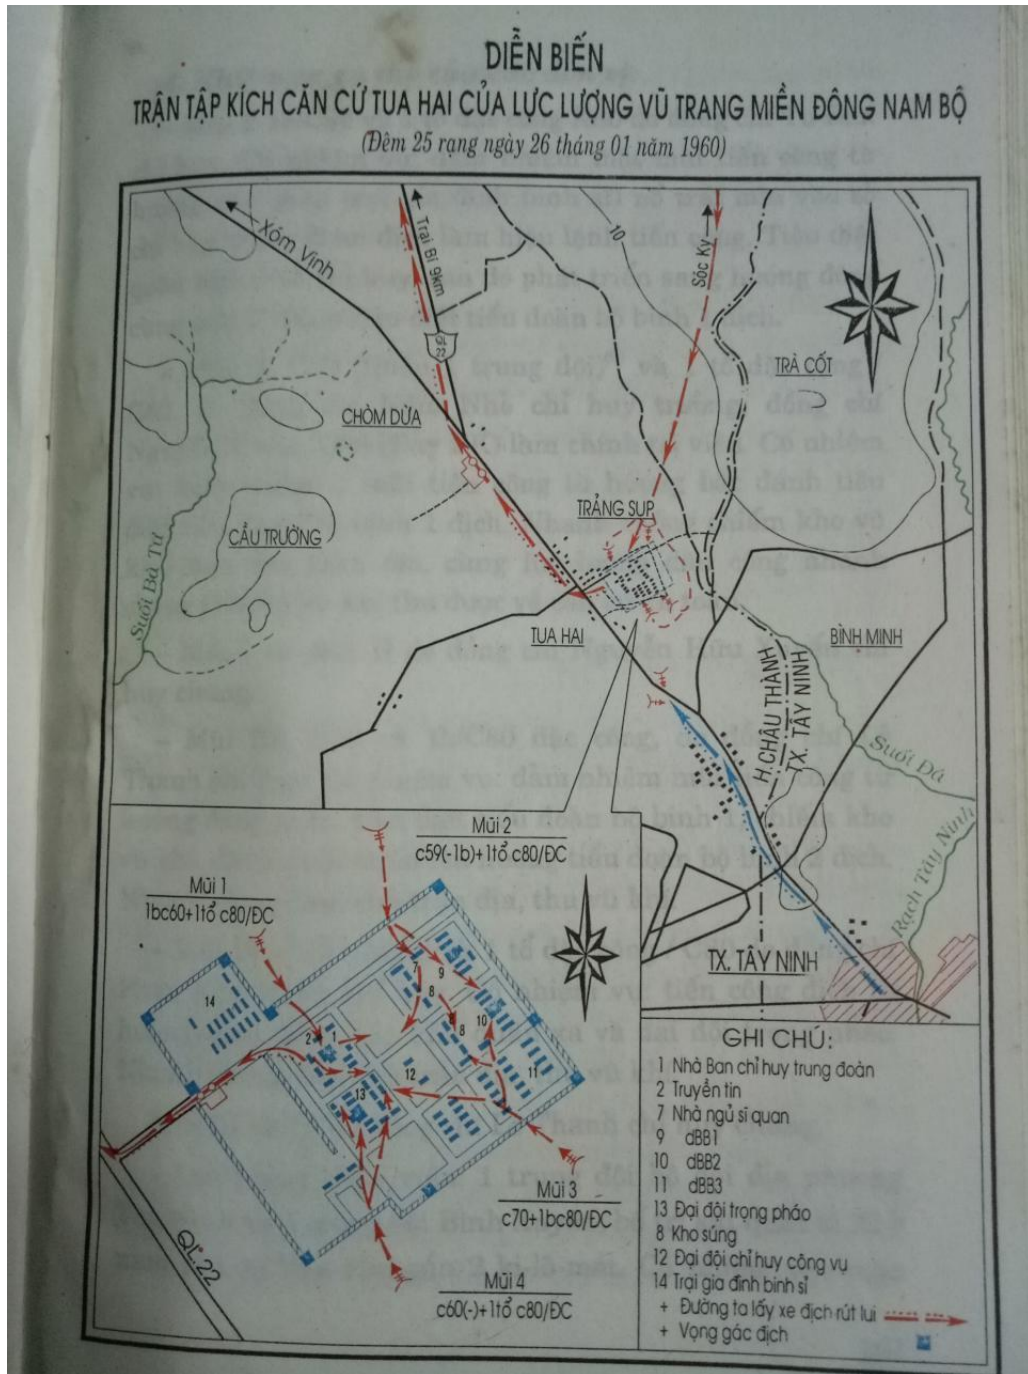 DIỄN BIẾN
TRẬN TẬP KÍCH CĂN CỨ TUA HAI CỦA LỰC LƯỢNG VŨ TRANG MIỀN ĐÔNG NAM BỘ
(Đêm 25 rạng ngày 26 tháng 01 năm 1960)
Xóm Vịnh
Trai Bí 9km
10
Sóc Ky
QL
22
TRÀ CỐT
CHÒM DỪA
TRẢNG SỤP
CẦU TRƯỜNG
Suối Bà Tư
TUA HAI
BÌNH MINH
H. CHÂU THÀNH
TX. TÂY NINH
Suối Đá
Rạch Tây Ninh
TX. TÂY NINH
Mũi 2
c59(-1b)+1tổ c80/ĐC
Mũi 1
1bc60+1tổ c80/ĐC
14
7
9
8
8
10
2
1
12
11
13
Mũi 3
c70+1bc80/ĐC
Mũi 4
c60(-)+1tổ c80/ĐC
QL.22
GHI CHÚ:
1 Nhà Ban chỉ huy trung đoàn
2 Truyền tin
7 Nhà ngủ sĩ quan
9 dBB1
10 dBB2
11 dBB3
13 Đại đội trọng pháo
8 Kho súng
12 Đại đội chỉ huy công vụ
14 Trại gia đình binh sĩ
+ Đường ta lấy xe địch rút lui
+ Vọng gác địch